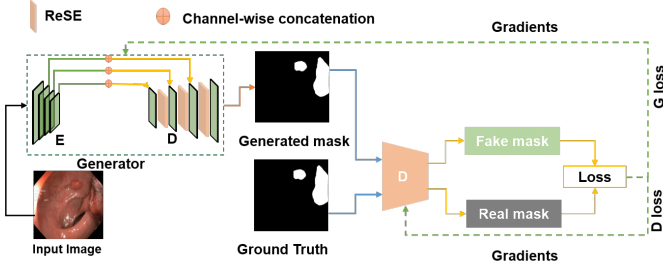 ReSE
Channel-wise concatenation
Gradients
E
D
Generator
Generated mask
D
Fake mask
Real mask
Loss
G loss
D loss
Input Image
Ground Truth
Gradients